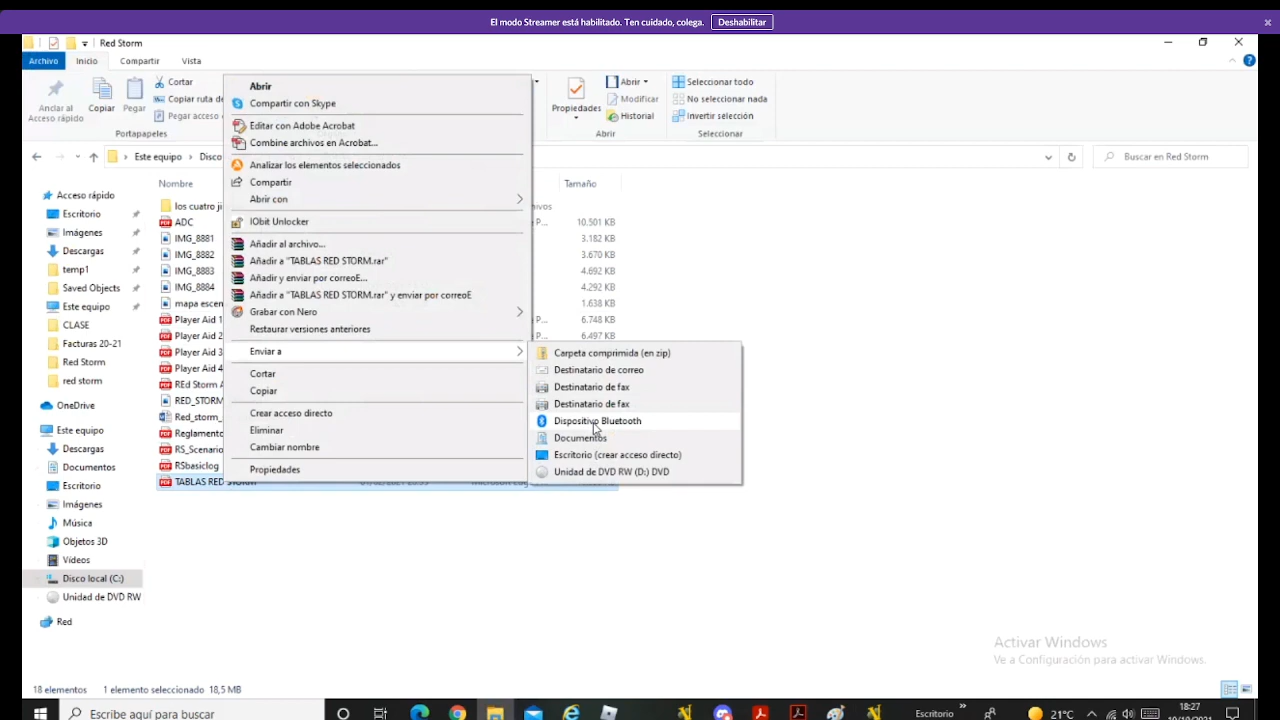 El modo Streamer está habilitado. Ten cuidado, colega. Deshabilitar
Red Storm
Archivo Inicio Compartir Vista
Anclar al Acceso rápido
Copiar
Pegar
Cortar
Copiar ruta de
Pegar acceso
Portapapeles
Propiedades
Abrir
Modificar
Historial
Abrir
Seleccionar todo
No seleccionar nada
Invertir selección
Seleccionar
Este equipo > Disco
Buscar en Red Storm
Nombre
Tamaño
Acceso rápido
Escritorio
Imágenes
Descargas
temp1
Saved Objects
Este equipo
CLASE
Facturas 20-21
Red Storm
red storm
OneDrive
Este equipo
Descargas
Documentos
Escritorio
Imágenes
Música
Objetos 3D
Vídeos
Disco local (C:)
Unidad de DVD RW
Red
los cuatro ji
ADC
P... 10.501 KB
IMG_8881
3.182 KB
IMG_8882
3.670 KB
IMG_8883
4.692 KB
IMG_8884
4.292 KB
mapa escen
1.638 KB
Player Aid 1
P... 6.748 KB
Player Aid 2
P... 6.497 KB
Player Aid 3
Player Aid 4
REd Storm A
RED_STORM
Red_storm_
Reglamento
RS_Scenario
RSbasiclog
TABLAS RED STORM
Abrir
Compartir con Skype
Editar con Adobe Acrobat
Combine archivos en Acrobat...
Analizar los elementos seleccionados
Compartir
Abrir con
IObit Unlocker
Añadir al archivo...
Añadir a "TABLAS RED STORM.rar"
Añadir y enviar por correoE...
Añadir a "TABLAS RED STORM.rar" y enviar por correoE
Grabar con Nero
Restaurar versiones anteriores
Enviar a
Cortar
Copiar
Crear acceso directo
Eliminar
Cambiar nombre
Propiedades
Carpeta comprimida (en zip)
Destinatario de correo
Destinatario de fax
Destinatario de fax
Dispositivo Bluetooth
Documentos
Escritorio (crear acceso directo)
Unidad de DVD RW (D:) DVD
Activar Windows
Ve a Configuración para activar Windows.
18 elementos 1 elemento seleccionado 18,5 MB
Escribe aquí para buscar
Escritorio
21°C
18:27